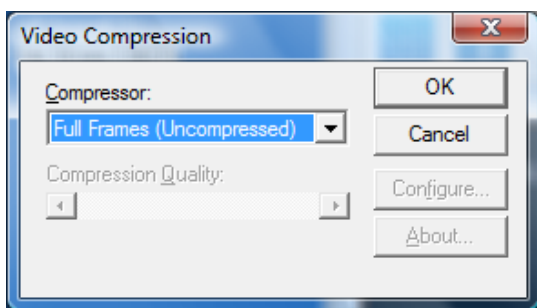 Video Compression
Compressor:
Full Frames (Uncompressed)
Compression Quality:
OK
Cancel
Configure...
About...